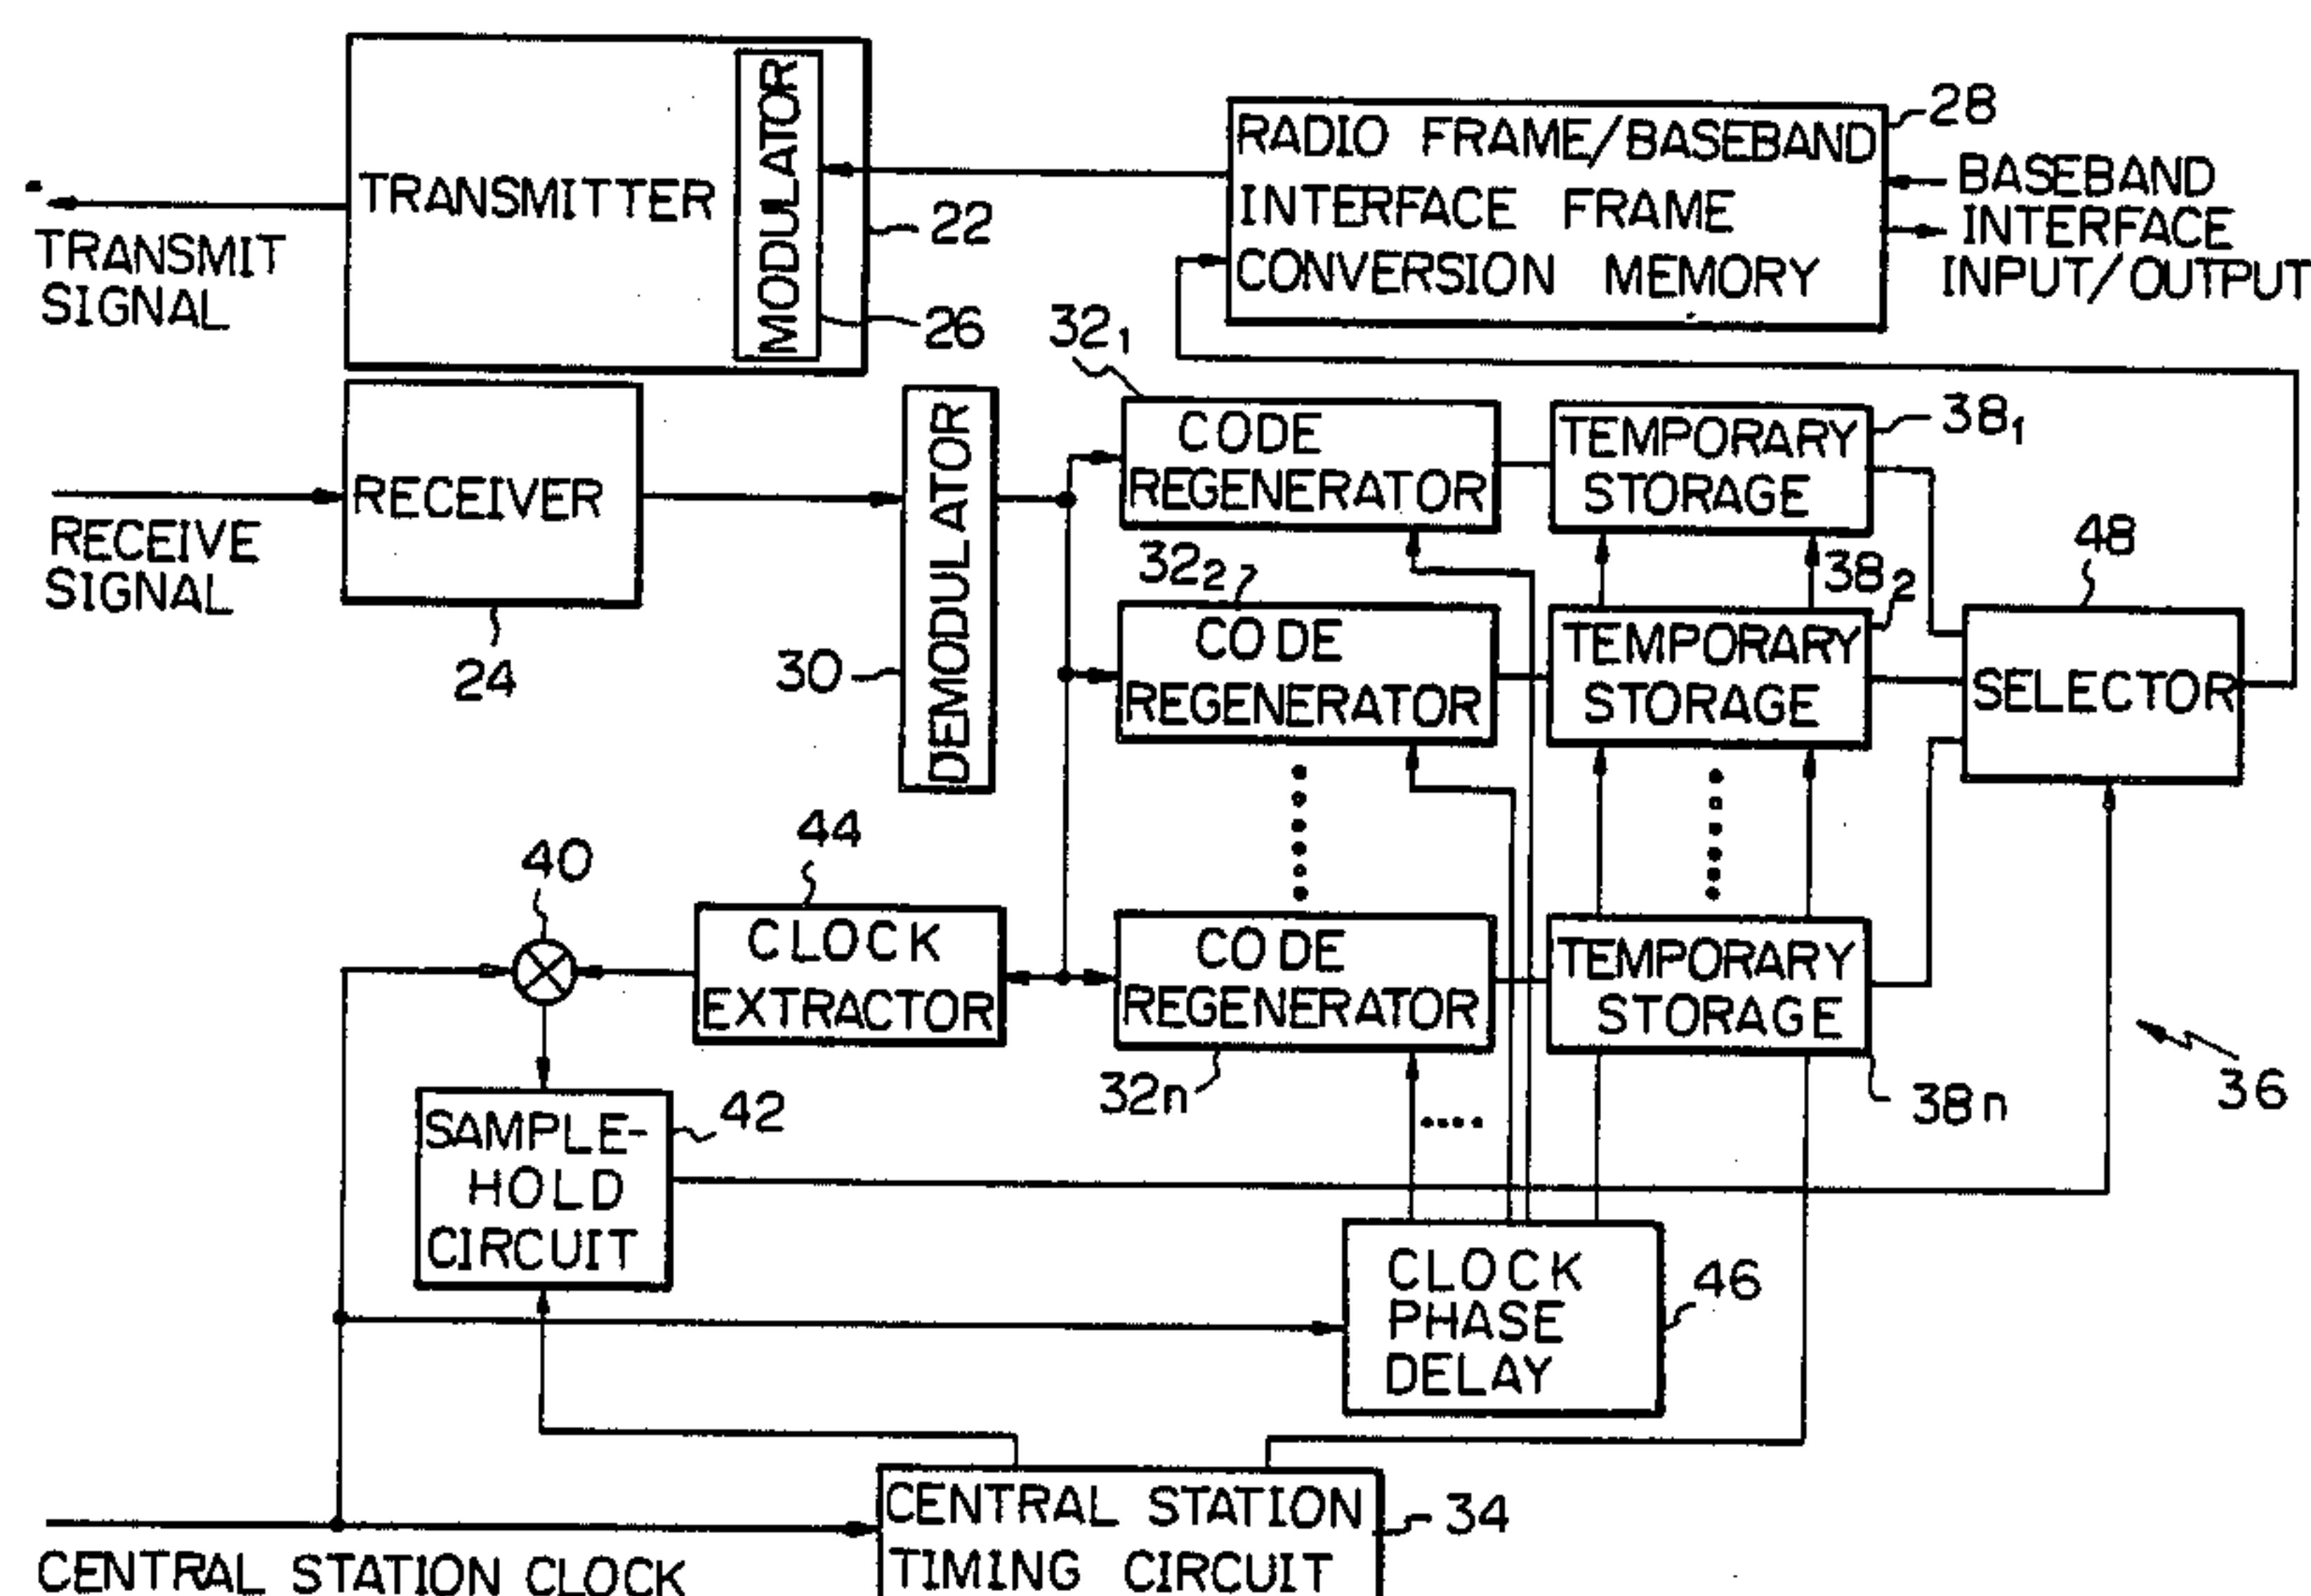 TRANSMITTER
MODULATOR
22
26
TRANSMIT
SIGNAL
RADIO FRAME/BASEBAND
INTERFACE FRAME
CONVERSION MEMORY
28
BASEBAND
INTERFACE
INPUT/OUTPUT
RECEIVER
24
RECEIVE
SIGNAL
30
DEMODULATOR
32₁
CODE
REGENERATOR
TEMPORARY
STORAGE
38₁
32₂
CODE
REGENERATOR
38₂
TEMPORARY
STORAGE
48
SELECTOR
40
44
CLOCK
EXTRACTOR
CODE
REGENERATOR
32n
TEMPORARY
STORAGE
38n
36
SAMPLE-
HOLD
CIRCUIT
42
CLOCK
PHASE
DELAY
46
CENTRAL STATION CLOCK
CENTRAL STATION
TIMING CIRCUIT
34